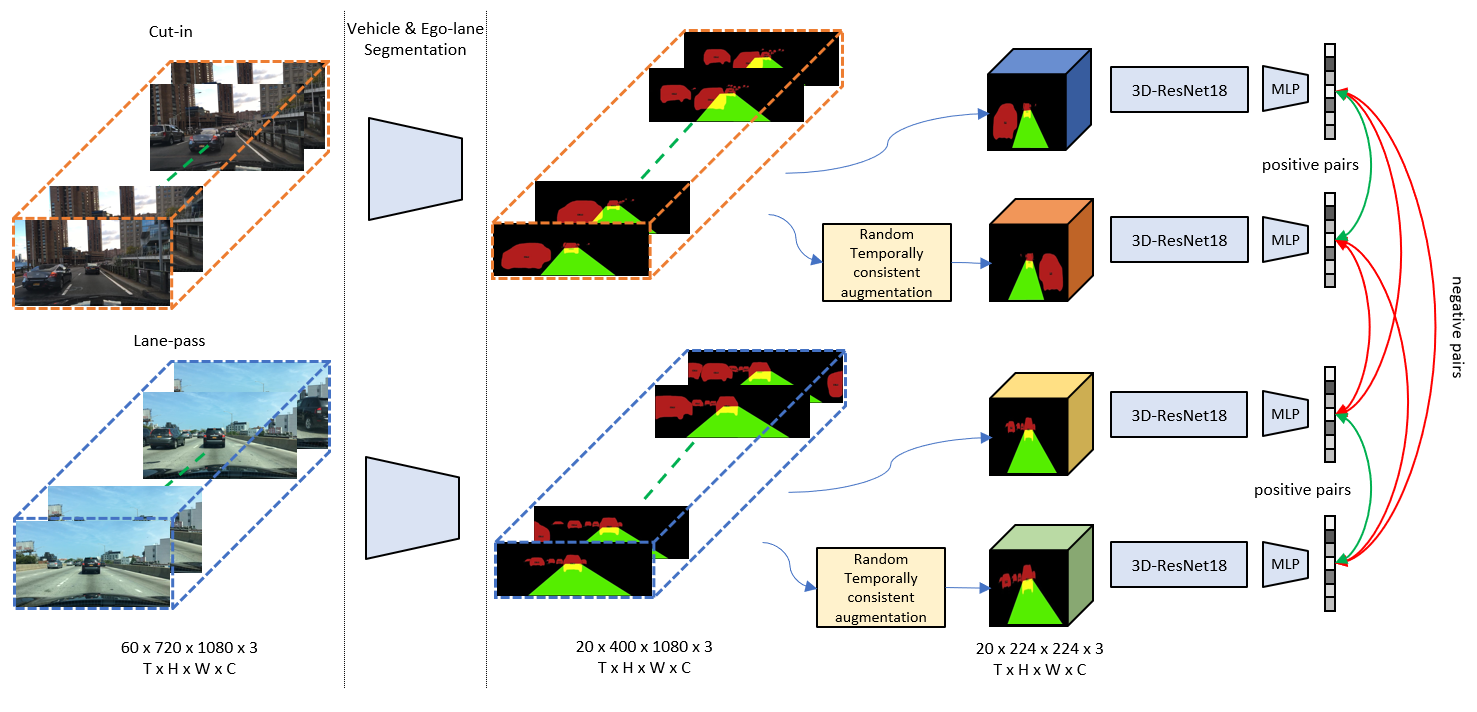 Cut-in
Vehicle & Ego-lane
Segmentation
3D-ResNet18
MLP
positive pairs
Random
Temporally
consistent
augmentation
3D-ResNet18
MLP
negative pairs
Lane-pass
3D-ResNet18
MLP
positive pairs
Random
Temporally
consistent
augmentation
3D-ResNet18
MLP
60 x 720 x 1080 x 3
T x H x W x C
20 x 400 x 1080 x 3
T x H x W x C
20 x 224 x 224 x 3
T x H x W x C